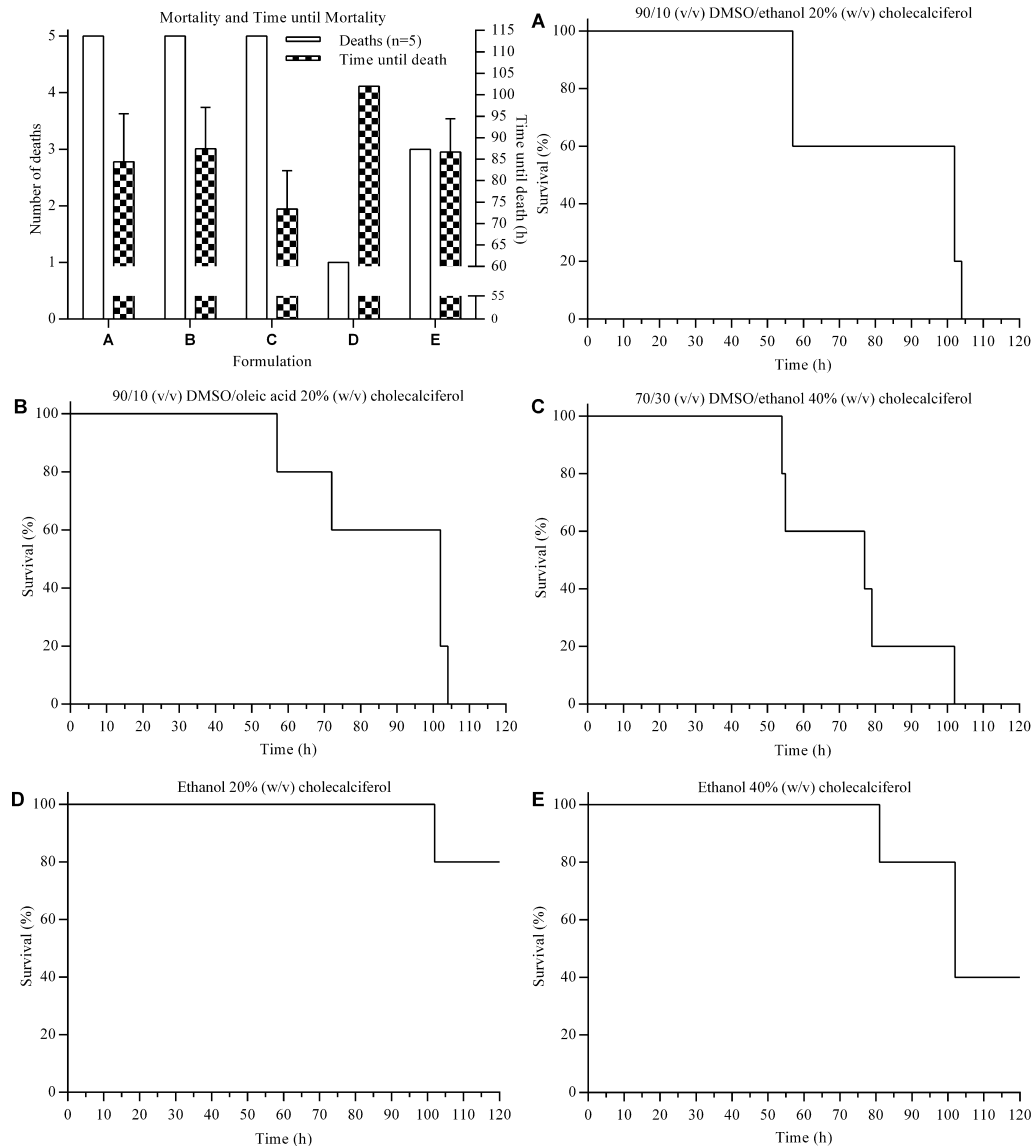 Mortality and Time until Mortality
Deaths (n=5)
Time until death
Number of deaths
5
4
3
2
1
0
115
110
105
100
95
90
85
80
75
70
65
60
55
0
Time until death (h)
A B C D E
Formulation
A
90/10 (v/v) DMSO/ethanol 20% (w/v) cholecalciferol
Survival (%)
100
80
60
40
20
0
0 10 20 30 40 50 60 70 80 90 100 110 120
Time (h)
B
90/10 (v/v) DMSO/oleic acid 20% (w/v) cholecalciferol
Survival (%)
100
80
60
40
20
0
0 10 20 30 40 50 60 70 80 90 100 110 120
Time (h)
C
70/30 (v/v) DMSO/ethanol 40% (w/v) cholecalciferol
Survival (%)
100
80
60
40
20
0
0 10 20 30 40 50 60 70 80 90 100 110 120
Time (h)
D
Ethanol 20% (w/v) cholecalciferol
Survival (%)
100
80
60
40
20
0
0 10 20 30 40 50 60 70 80 90 100 110 120
Time (h)
E
Ethanol 40% (w/v) cholecalciferol
Survival (%)
100
80
60
40
20
0
0 10 20 30 40 50 60 70 80 90 100 110 120
Time (h)